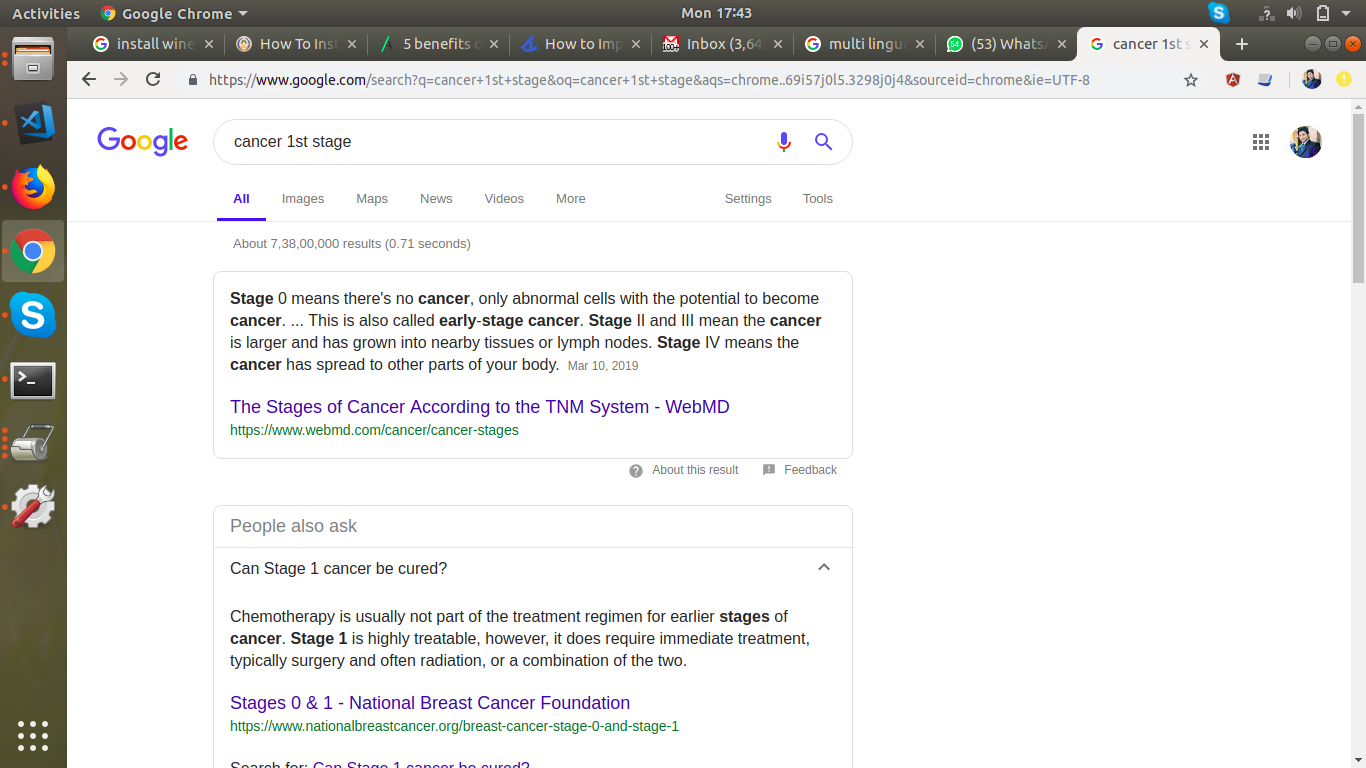 Activities Google Chrome Mon 17:43
install wine How To Inst 5 benefits o How to Imp Inbox (3,64 multi lingu (53) WhatsA cancer 1st s
https://www.google.com/search?q=cancer+1st+stage&oq=cancer+1st+stage&aqs=chrome..69i57j0l5.3298j0j4&sourceid=chrome&ie=UTF-8
Google cancer 1st stage
All Images Maps News Videos More Settings Tools
About 7,38,00,000 results (0.71 seconds)
Stage 0 means there's no cancer, only abnormal cells with the potential to become
cancer. ... This is also called early-stage cancer. Stage II and III mean the cancer
is larger and has grown into nearby tissues or lymph nodes. Stage IV means the
cancer has spread to other parts of your body. Mar 10, 2019
The Stages of Cancer According to the TNM System - WebMD
https://www.webmd.com/cancer/cancer-stages
About this result Feedback
People also ask
Can Stage 1 cancer be cured?
Chemotherapy is usually not part of the treatment regimen for earlier stages of
cancer. Stage 1 is highly treatable, however, it does require immediate treatment,
typically surgery and often radiation, or a combination of the two.
Stages 0 & 1 - National Breast Cancer Foundation
https://www.nationalbreastcancer.org/breast-cancer-stage-0-and-stage-1
Search for: Can Stage 1 cancer be cured?